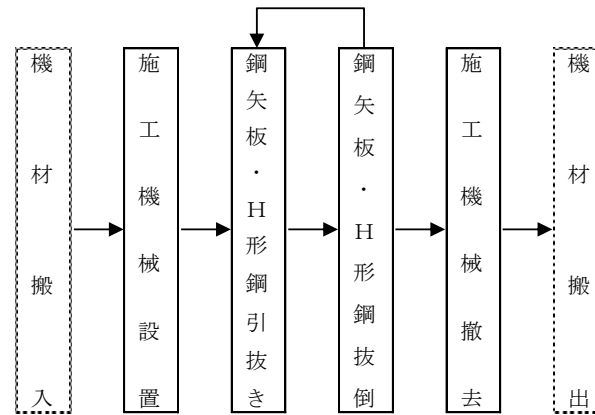 機材搬入
施工機械設置
鋼矢板・Ｈ形鋼引抜き
鋼矢板・Ｈ形鋼抜倒
施工機械撤去
機材搬出